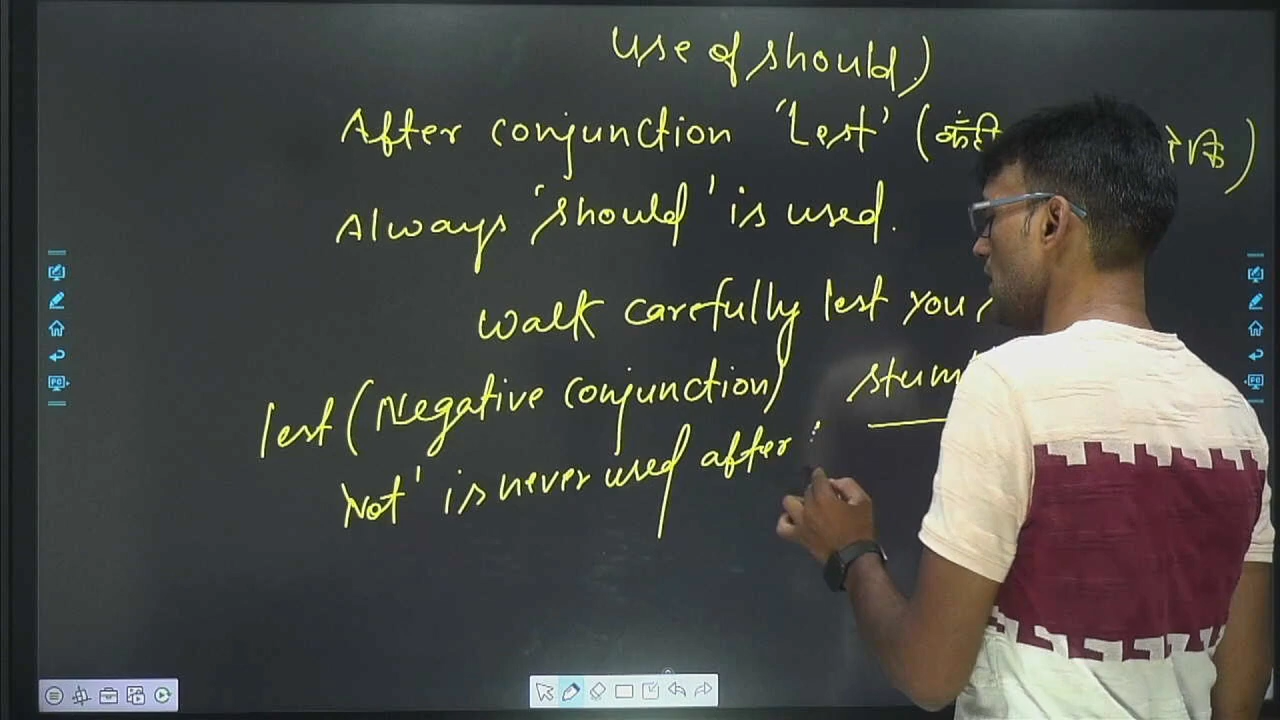 use of should)
After conjunction 'Lest' (
Always 'should' is used.
Walk carefully lest you
lest (Negative conjunction)
Not' is never used after '